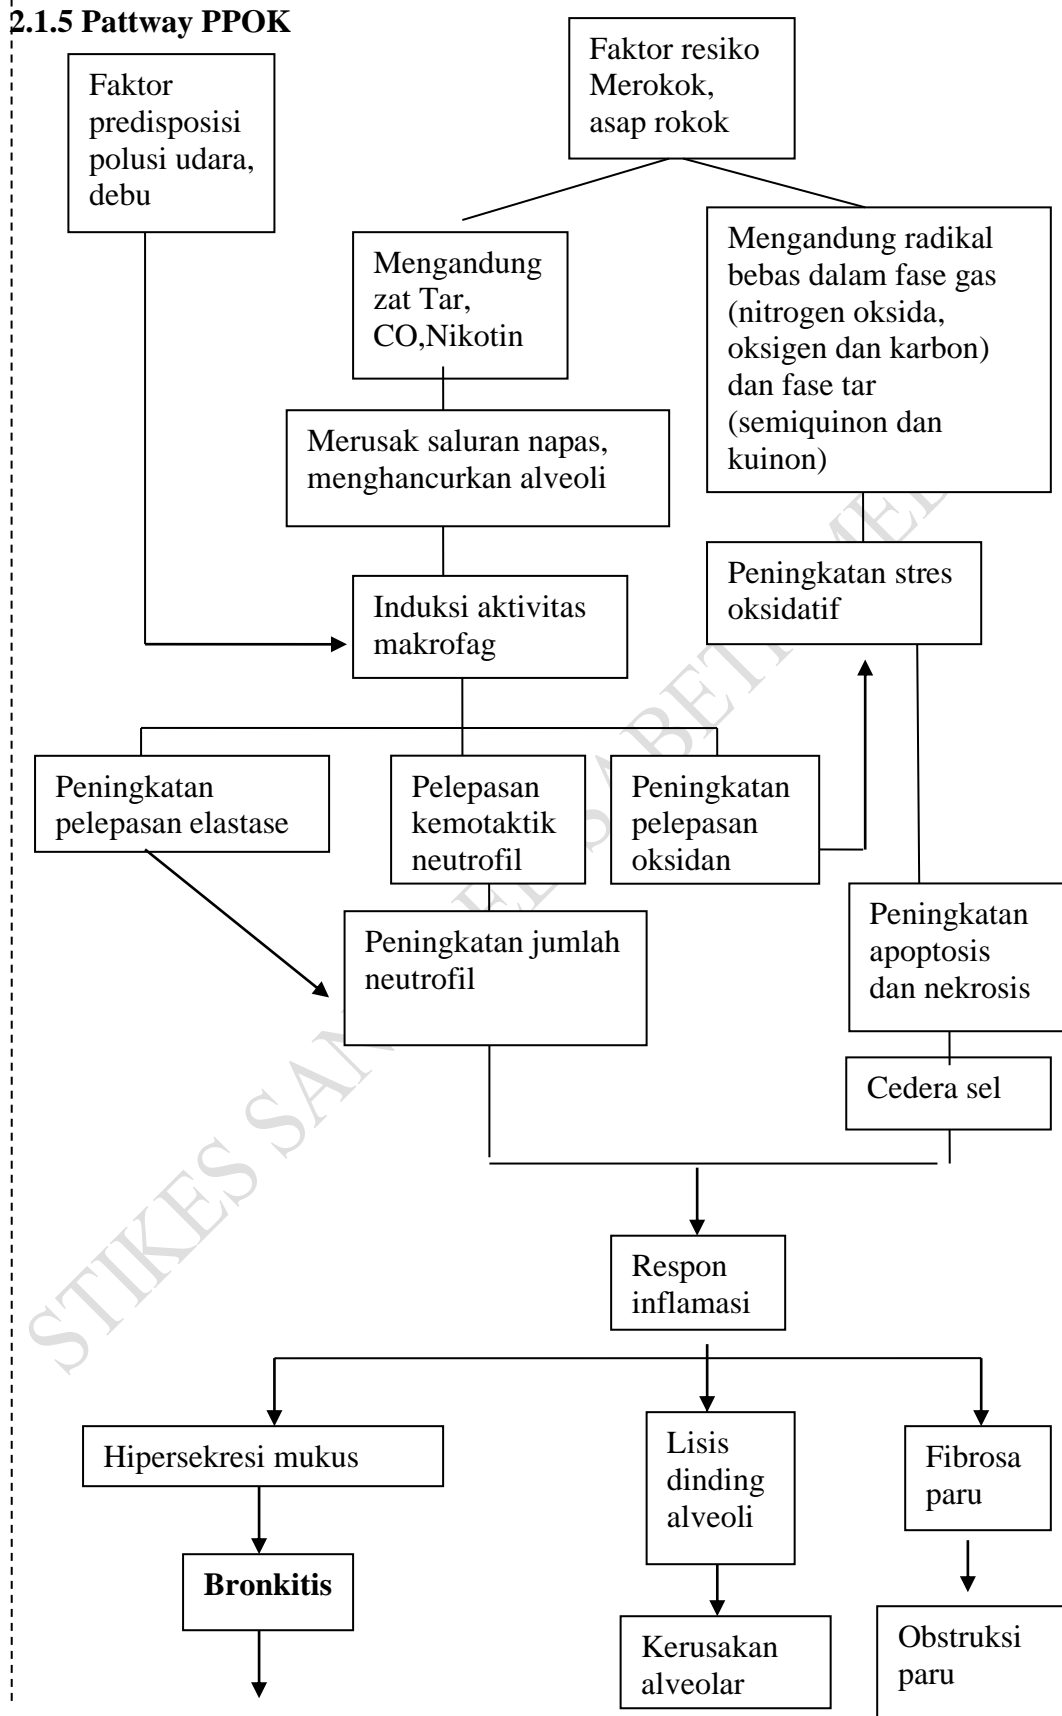 2.1.5 Pattway PPOK
Faktor resiko
Merokok,
asap rokok
Faktor
predisposisi
polusi udara,
debu
Mengandung
zat Tar,
CO,Nikotin
Mengandung radikal
bebas dalam fase gas
(nitrogen oksida,
oksigen dan karbon)
dan fase tar
(semiquinon dan
kuinon)
Merusak saluran napas,
menghancurkan alveoli
Induksi aktivitas
makrofag
Peningkatan stres
oksidatif
Peningkatan
pelepasan elastase
Pelepasan
kemotaktik
neutrofil
Peningkatan
pelepasan
oksidan
Peningkatan jumlah
neutrofil
Peningkatan
apoptosis
dan nekrosis
Cedera sel
Respon
inflamasi
Hipersekresi mukus
Lisis
dinding
alveoli
Fibrosa
paru
Bronkitis
Kerusakan
alveolar
Obstruksi
paru
STIKES SAN